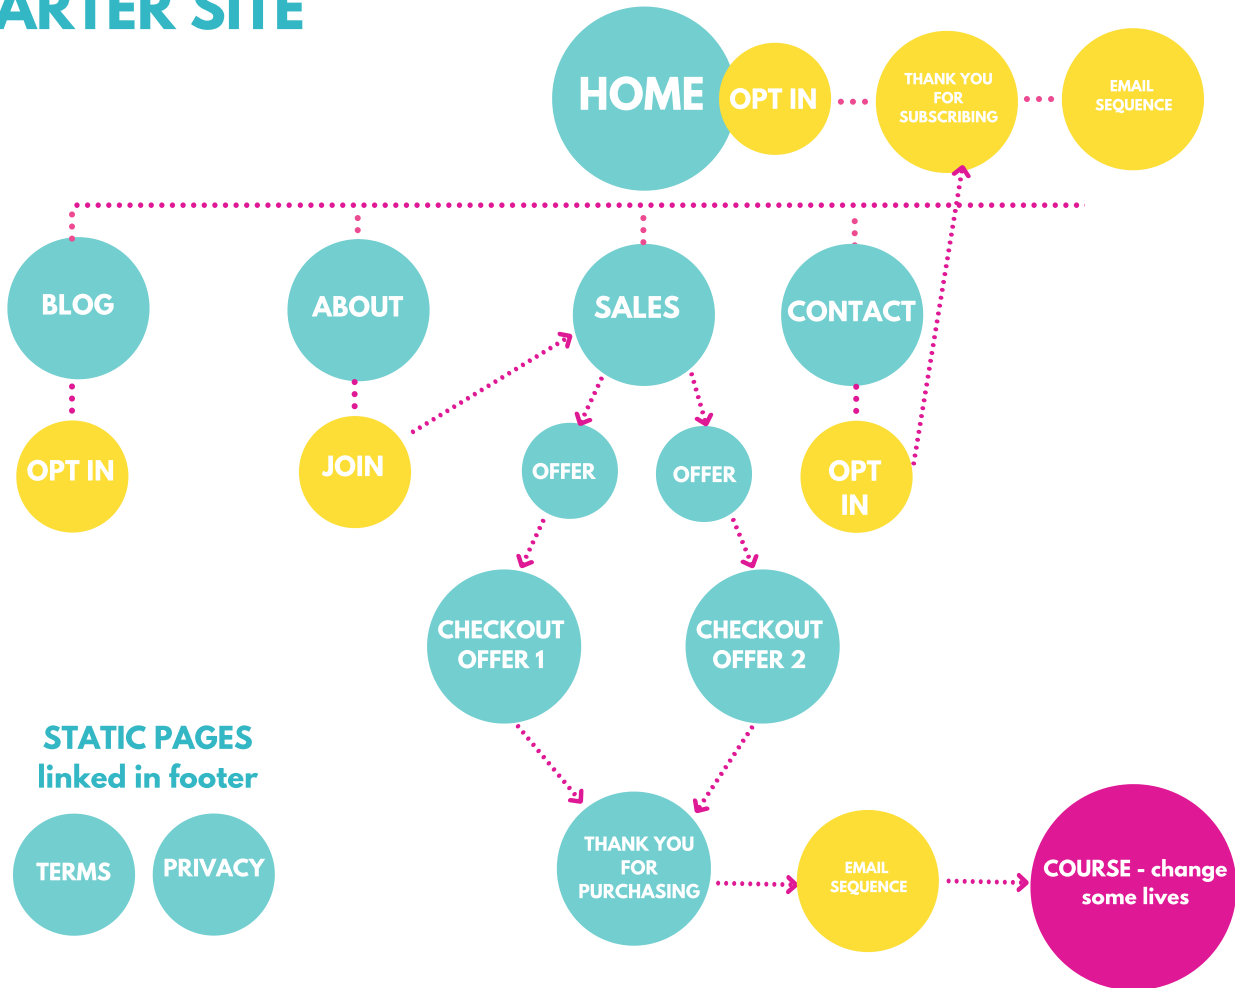 ARTER SITE
HOME
OPT IN
THANK YOU
FOR
SUBSCRIBING
EMAIL
SEQUENCE
BLOG
ABOUT
SALES
CONTACT
OPT IN
JOIN
OFFER
OFFER
OPT
IN
CHECKOUT
OFFER 1
CHECKOUT
OFFER 2
STATIC PAGES
linked in footer
TERMS
PRIVACY
THANK YOU
FOR
PURCHASING
EMAIL
SEQUENCE
COURSE - change
some lives